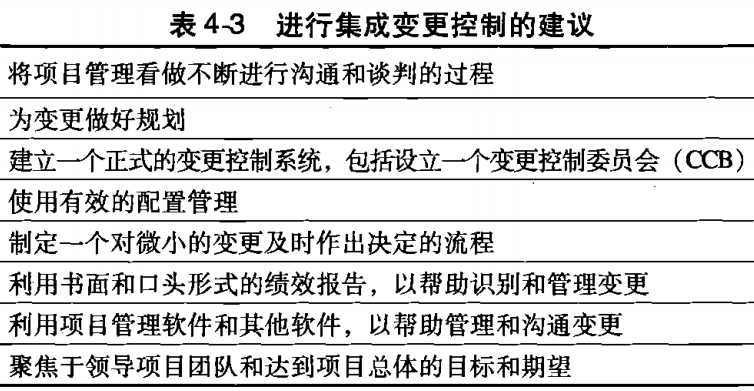 表 4-3 进行集成变更控制的建议
将项目管理看做不断进行沟通和谈判的过程
为变更做好规划
建立一个正式的变更控制系统，包括设立一个变更控制委员会（CCB）
使用有效的配置管理
制定一个对微小的变更及时作出决定的流程
利用书面和口头形式的绩效报告，以帮助识别和管理变更
利用项目管理软件和其他软件，以帮助管理和沟通变更
聚焦于领导项目团队和达到项目总体的目标和期望